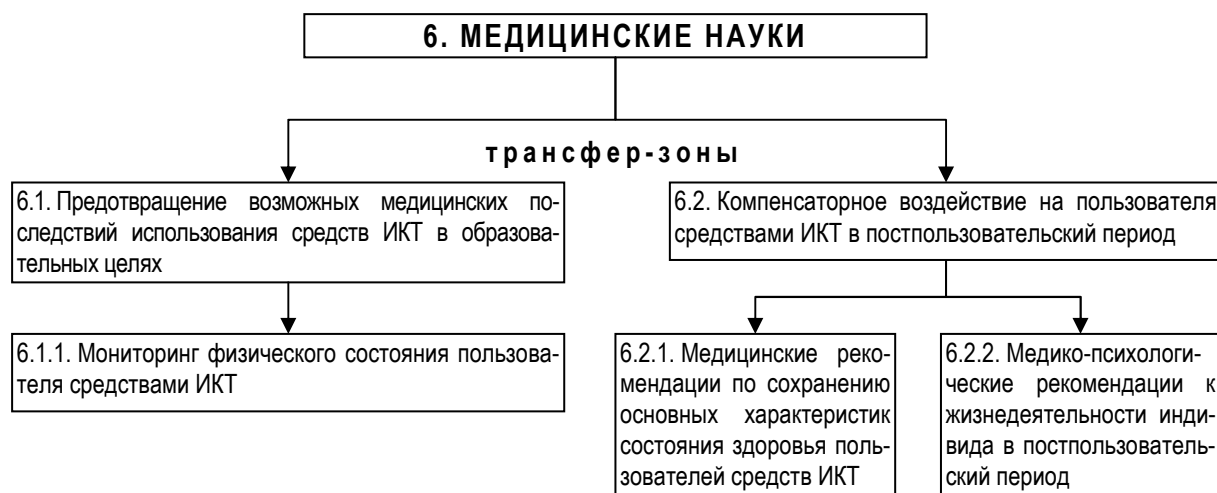 6. МЕДИЦИНСКИЕ НАУКИ
трансфер-зоны
6.1. Предотвращение возможных медицинских по-
следствий использования средств ИКТ в образова-
тельных целях
6.2. Компенсаторное воздействие на пользователя
средствами ИКТ в постпользовательский период
6.1.1. Мониторинг физического состояния пользова-
теля средствами ИКТ
6.2.1. Медицинские реко-
мендации по сохранению
основных характеристик
состояния здоровья поль-
зователей средств ИКТ
6.2.2. Медико-психологи-
ческие рекомендации к
жизнедеятельности инди-
вида в постпользователь-
ский период